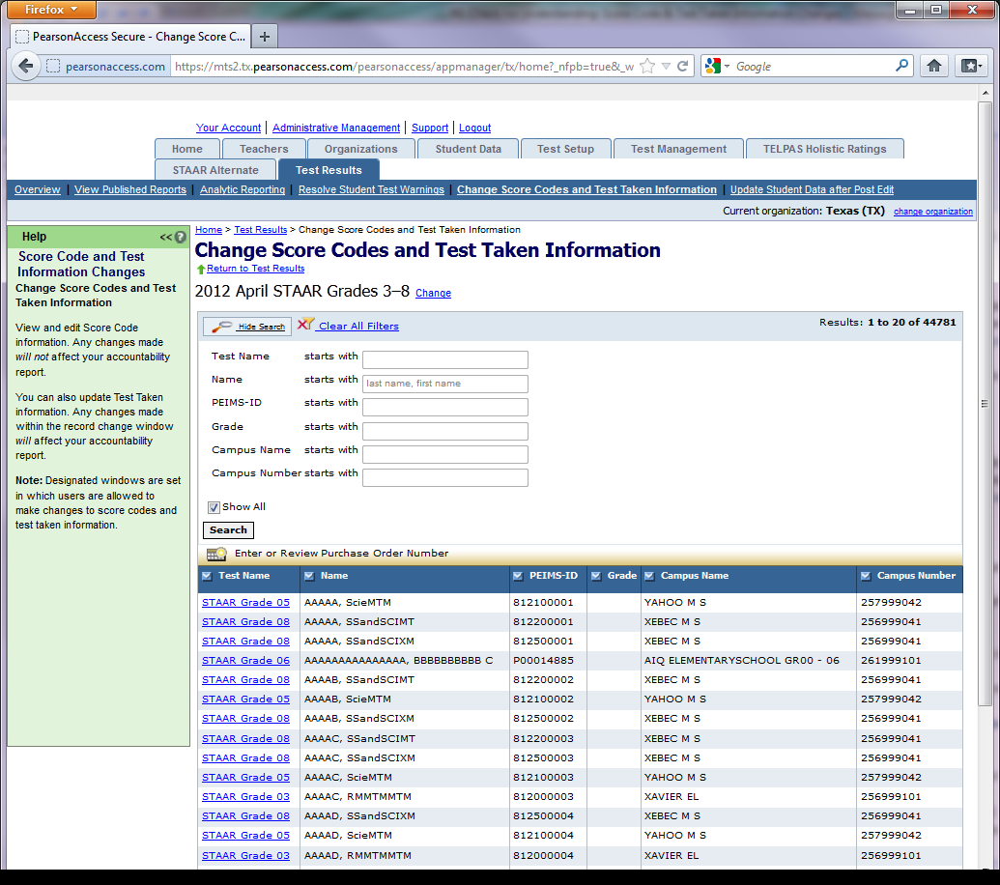 Firefox
PearsonAccess Secure - Change Score C...
pearsonaccess.com https://mts2.tx.pearsonaccess.com/pearsonaccess/appmanager/tx/home?_nfpb=true&_w Google
Your Account | Administrative Management | Support | Logout
Home Teachers Organizations Student Data Test Setup Test Management TELPAS Holistic Ratings
STAAR Alternate Test Results
Overview | View Published Reports | Analytic Reporting | Resolve Student Test Warnings | Change Score Codes and Test Taken Information | Update Student Data after Post Edit
Current organization: Texas (TX) change organization
Help <<?
Score Code and Test
Information Changes
Change Score Codes and Test
Taken Information
View and edit Score Code
information. Any changes made
will not affect your accountability
report.
You can also update Test Taken
information. Any changes made
within the record change window
will affect your accountability
report.
Note: Designated windows are set
in which users are allowed to
make changes to score codes and
test taken information.
Home > Test Results > Change Score Codes and Test Taken Information
Change Score Codes and Test Taken Information
Return to Test Results
2012 April STAAR Grades 3–8 Change
Hide Search Clear All Filters Results: 1 to 20 of 44781
Test Name starts with
Name starts with last name, first name
PEIMS-ID starts with
Grade starts with
Campus Name starts with
Campus Number starts with
Show All
Search
Enter or Review Purchase Order Number
Test Name Name PEIMS-ID Grade Campus Name Campus Number
STAAR Grade 05 AAAAA, ScieMTM 812100001 YAHOO M S 257999042
STAAR Grade 08 AAAAA, SSandSCIMT 812200001 XEBEC M S 256999041
STAAR Grade 08 AAAAA, SSandSCIXM 812500001 XEBEC M S 256999041
STAAR Grade 06 AAAAAAAAAAAAAAA, BBBBBBBBBB C P00014885 AIQ ELEMENTARYSCHOOL GR00 - 06 261999101
STAAR Grade 08 AAAAB, SSandSCIMT 812200002 XEBEC M S 256999041
STAAR Grade 05 AAAAB, ScieMTM 812100002 YAHOO M S 257999042
STAAR Grade 08 AAAAB, SSandSCIXM 812500002 XEBEC M S 256999041
STAAR Grade 08 AAAAC, SSandSCIMT 812200003 XEBEC M S 256999041
STAAR Grade 08 AAAAC, SSandSCIXM 812500003 XEBEC M S 256999041
STAAR Grade 05 AAAAC, ScieMTM 812100003 YAHOO M S 257999042
STAAR Grade 03 AAAAC, RMMTMMTM 812000003 XAVIER EL 256999101
STAAR Grade 08 AAAAD, SSandSCIXM 812500004 XEBEC M S 256999041
STAAR Grade 05 AAAAD, ScieMTM 812100004 YAHOO M S 257999042
STAAR Grade 03 AAAAD, RMMTMMTM 812000004 XAVIER EL 256999101